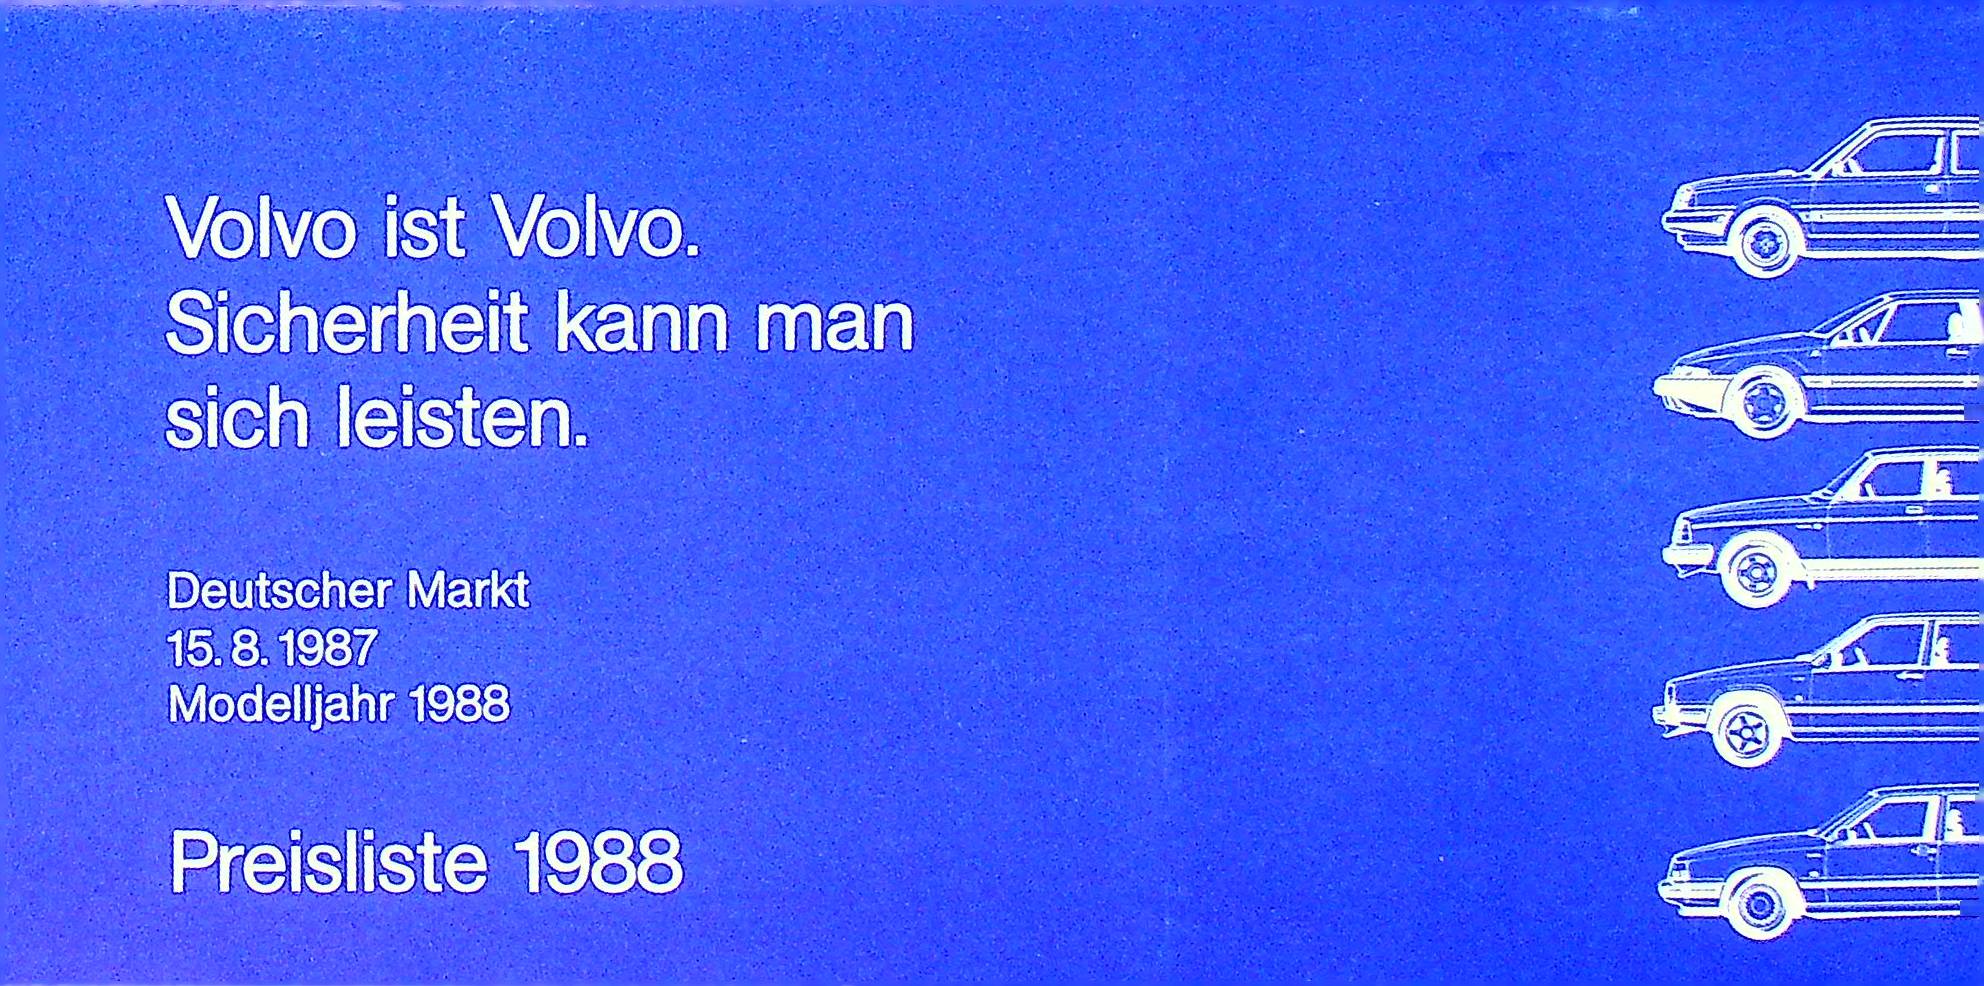 Volvo ist Volvo.
Sicherheit kann man
sich leisten.
Deutscher Markt
15. 8. 1987
Modelljahr 1988
Preisliste 1988